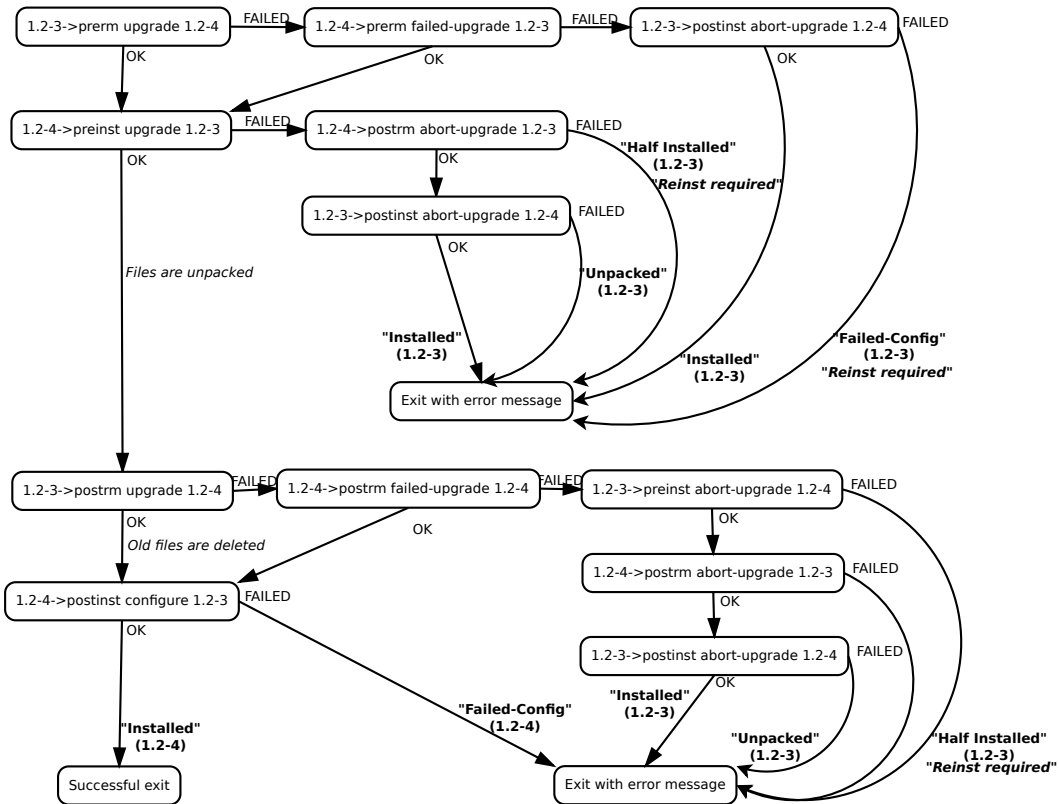 1.2-3->prerm upgrade 1.2-4
FAILED
1.2-4->prerm failed-upgrade 1.2-3
FAILED
1.2-3->postinst abort-upgrade 1.2-4
FAILED
OK
OK
OK
1.2-4->preinst upgrade 1.2-3
FAILED
1.2-4->postrm abort-upgrade 1.2-3
FAILED
OK
OK
"Half Installed"
(1.2-3)
"Reinst required"
1.2-3->postinst abort-upgrade 1.2-4
FAILED
OK
Files are unpacked
"Unpacked"
(1.2-3)
"Installed"
(1.2-3)
"Installed"
(1.2-3)
"Failed-Config"
(1.2-3)
"Reinst required"
Exit with error message
1.2-3->postrm upgrade 1.2-4
FAILED
1.2-4->postrm failed-upgrade 1.2-4
FAILED
1.2-3->preinst abort-upgrade 1.2-4
FAILED
OK
OK
OK
Old files are deleted
1.2-4->postrm abort-upgrade 1.2-3
FAILED
1.2-4->postinst configure 1.2-3
FAILED
OK
OK
1.2-3->postinst abort-upgrade 1.2-4
FAILED
OK
"Installed"
(1.2-3)
"Failed-Config"
(1.2-4)
"Installed"
(1.2-4)
"Unpacked"
(1.2-3)
"Half Installed"
(1.2-3)
"Reinst required"
Successful exit
Exit with error message